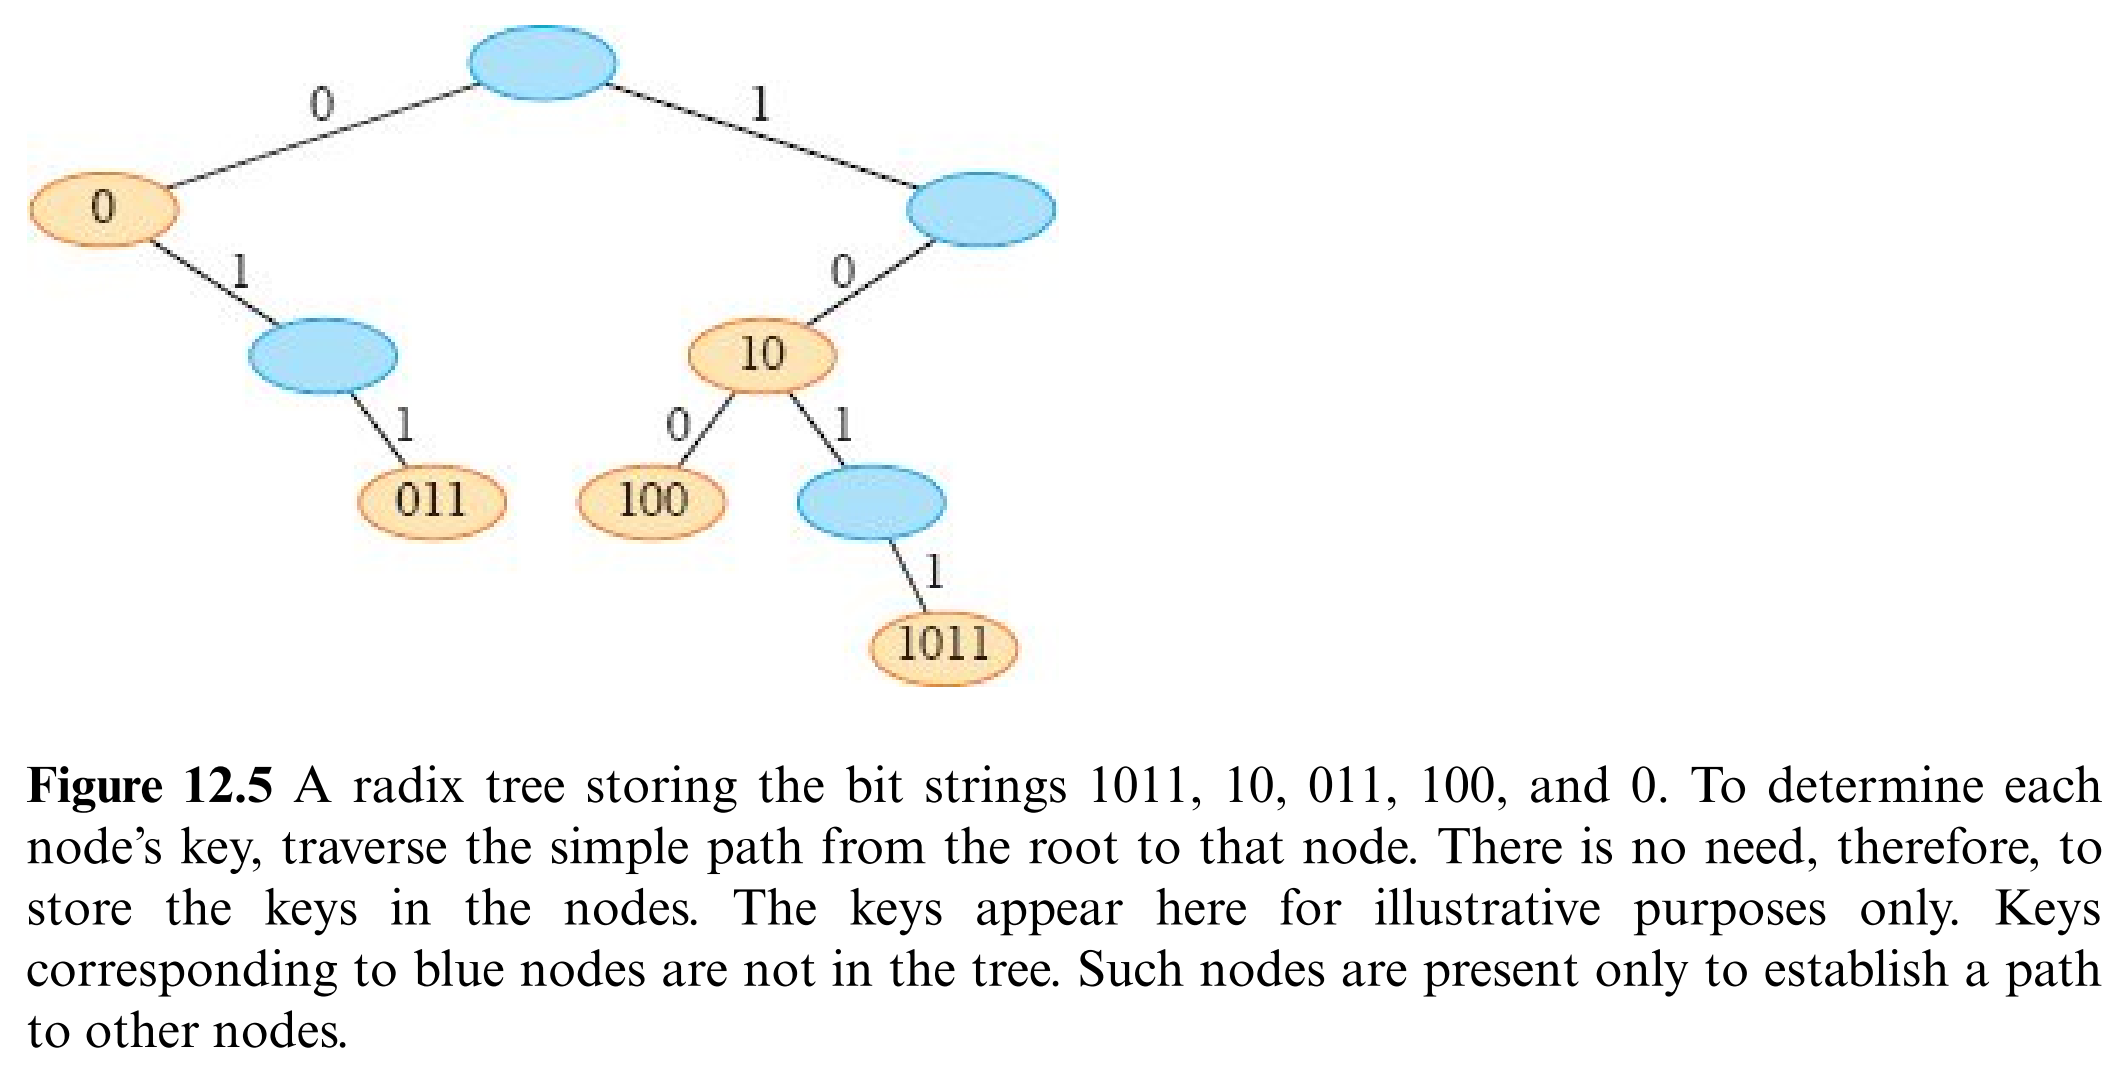 0 1
0
1 0
10
1 0 1
011 100
1
1011
Figure 12.5 A radix tree storing the bit strings 1011, 10, 011, 100, and 0. To determine each
node’s key, traverse the simple path from the root to that node. There is no need, therefore, to
store the keys in the nodes. The keys appear here for illustrative purposes only. Keys
corresponding to blue nodes are not in the tree. Such nodes are present only to establish a path
to other nodes.